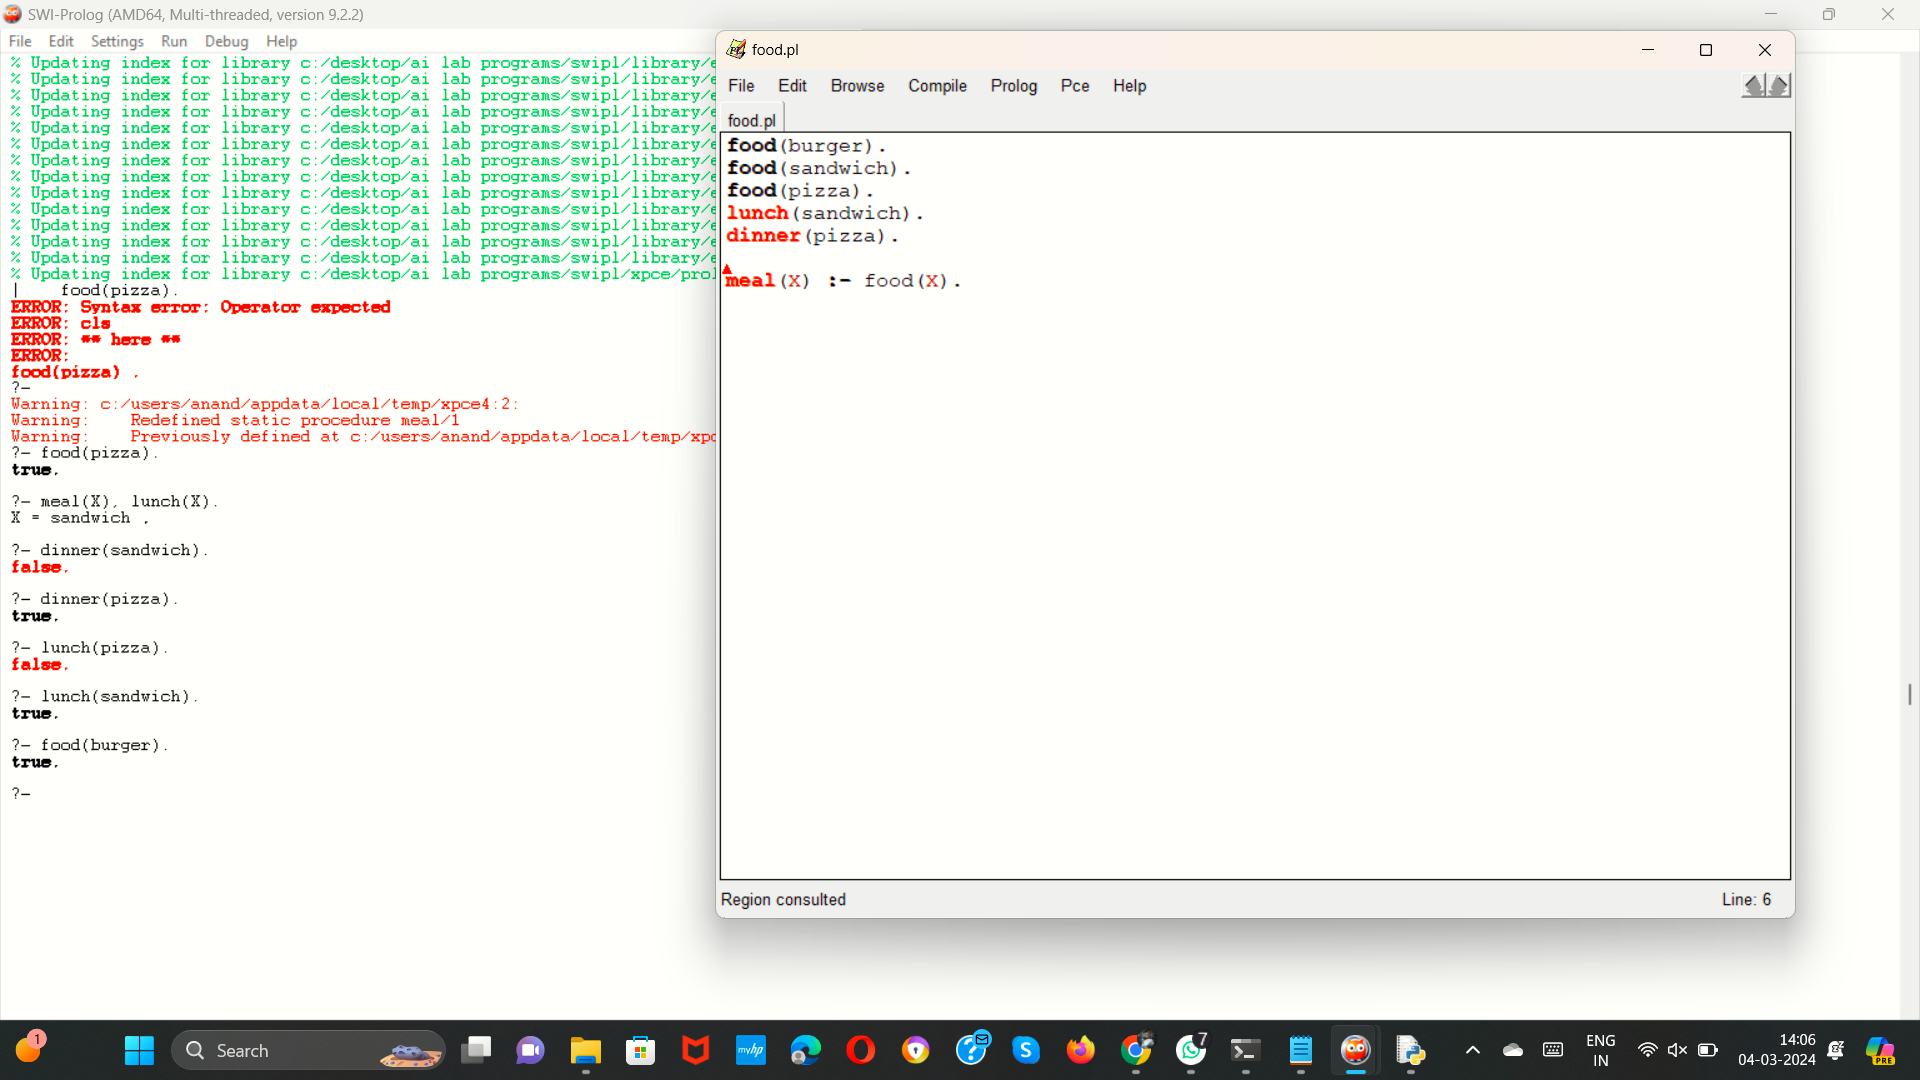 SWI-Prolog (AMD64, Multi-threaded, version 9.2.2)
File Edit Settings Run Debug Help
% Updating index for library c:/desktop/ai lab programs/swipl/library/e
% Updating index for library c:/desktop/ai lab programs/swipl/library/e
% Updating index for library c:/desktop/ai lab programs/swipl/library/e
% Updating index for library c:/desktop/ai lab programs/swipl/library/e
% Updating index for library c:/desktop/ai lab programs/swipl/library/e
% Updating index for library c:/desktop/ai lab programs/swipl/library/e
% Updating index for library c:/desktop/ai lab programs/swipl/library/e
% Updating index for library c:/desktop/ai lab programs/swipl/library/e
% Updating index for library c:/desktop/ai lab programs/swipl/library/e
% Updating index for library c:/desktop/ai lab programs/swipl/library/e
% Updating index for library c:/desktop/ai lab programs/swipl/library/e
% Updating index for library c:/desktop/ai lab programs/swipl/library/e
% Updating index for library c:/desktop/ai lab programs/swipl/library/e
% Updating index for library c:/desktop/ai lab programs/swipl/xpce/prol
|    food(pizza).
ERROR: Syntax error: Operator expected
ERROR: cls
ERROR: ** here **
ERROR:
food(pizza) .
?-
Warning: c:/users/anand/appdata/local/temp/xpce4:2:
Warning:    Redefined static procedure meal/1
Warning:    Previously defined at c:/users/anand/appdata/local/temp/xpc
?- food(pizza).
true.
?- meal(X), lunch(X).
X = sandwich .
?- dinner(sandwich).
false.
?- dinner(pizza).
true.
?- lunch(pizza).
false.
?- lunch(sandwich).
true.
?- food(burger).
true.
?-
food.pl
File Edit Browse Compile Prolog Pce Help
food.pl
food(burger).
food(sandwich).
food(pizza).
lunch(sandwich).
dinner(pizza).
meal(X) :- food(X).
Region consulted Line: 6
1
Search
myhp
7
ENG
IN
14:06
04-03-2024
PRE